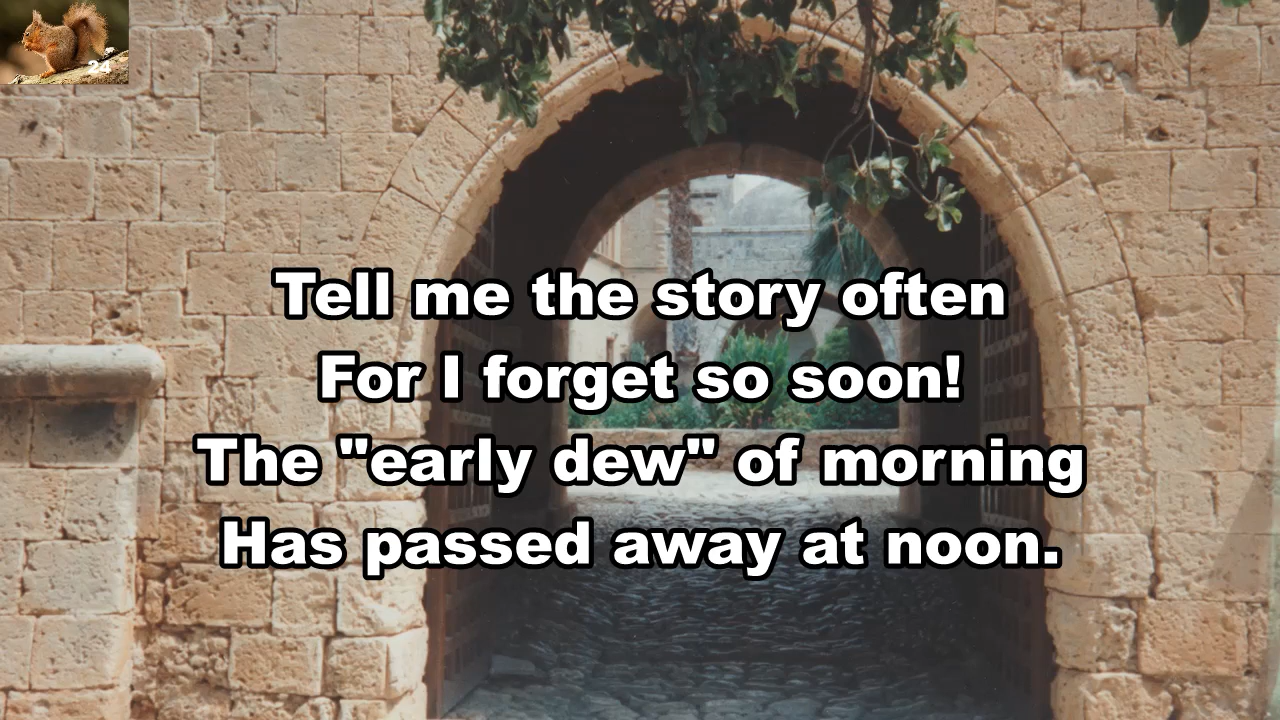 24
Tell me the story often
For I forget so soon!
The "early dew" of morning
Has passed away at noon.